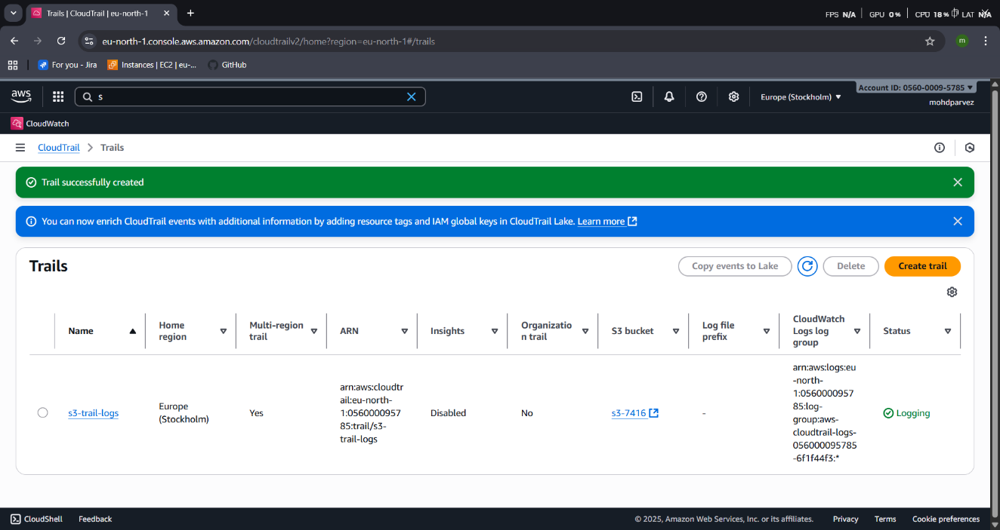 Trails | CloudTrail | eu-north-1
FPS N/A GPU 0% CPU 18% LAT N/A
eu-north-1.console.aws.amazon.com/cloudtrailv2/home?region=eu-north-1#/trails
m
For you - Jira Instances | EC2 | eu-... GitHub
aws s Europe (Stockholm) Account ID: 0560-0009-5785
mohdparvez
CloudWatch
CloudTrail Trails
Trail successfully created
You can now enrich CloudTrail events with additional information by adding resource tags and IAM global keys in CloudTrail Lake. Learn more
Trails Copy events to Lake Delete Create trail
Name
Home
region
Multi-region
trail
ARN
Insights
Organizatio
n trail
S3 bucket
Log file
prefix
CloudWatch
Logs log
group
Status
s3-trail-logs
Europe
(Stockholm)
Yes
arn:aws:cloudtr
ail:eu-north-
1:0560000957
85:trail/s3-
trail-logs
Disabled
No
s3-7416
-
arn:aws:logs:eu
-north-
1:0560000957
85:log-
group:aws-
cloudtrail-logs-
056000095785
-6f1f44f3:*
Logging
CloudShell Feedback © 2025, Amazon Web Services, Inc. or its affiliates. Privacy Terms Cookie preferences